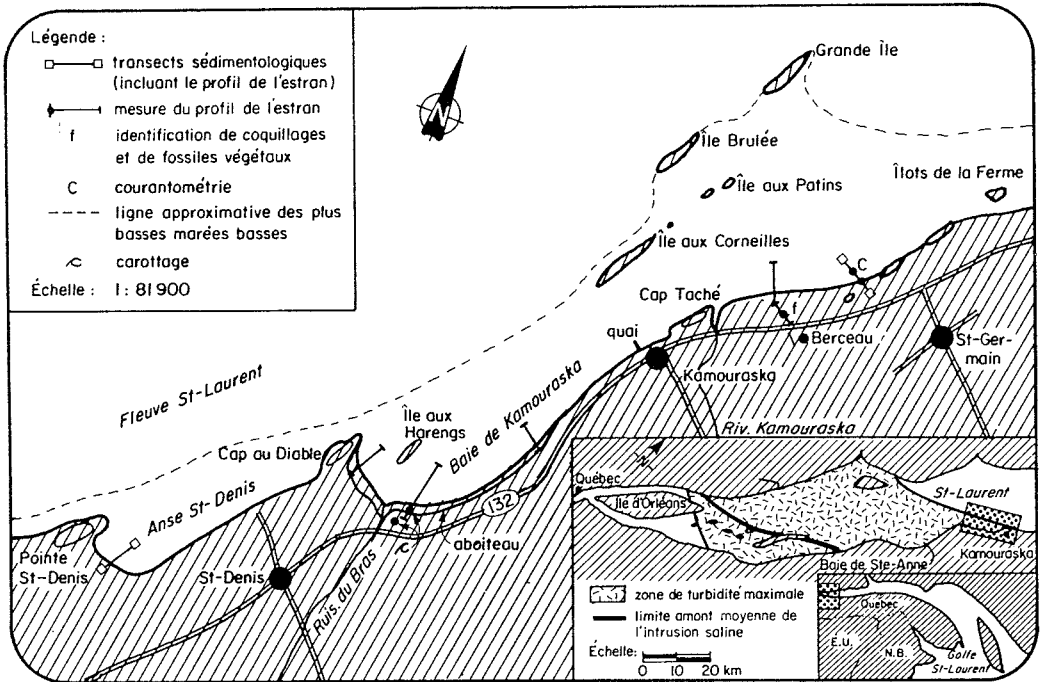 Légende :
transects sédimentologiques
(incluant le profil de l'estran)
mesure du profil de l'estran
f identification de coquillages
et de fossiles végétaux
C courantométrie
ligne approximative des plus
basses marées basses
carottage
Échelle : 1 : 81 900
N
Grande Île
Île Brulée
Île aux Patins
Îlots de la Ferme
Île aux Corneilles
C
Cap Taché
f
quai
Berceau
St-Ger-
main
Kamouraska
Fleuve St-Laurent
Île aux
Harengs
Baie de Kamouraska
Riv. Kamouraska
Cap au Diable
Anse St-Denis
132
aboiteau
Pointe
St-Denis
St-Denis
Ruis. du Bras
N
Québec
Île d'Orléans
St-Laurent
Kamouraska
Baie de Ste-Anne
zone de turbidité maximale
limite amont moyenne de
l'intrusion saline
Échelle:
0 10 20 km
Québec
E.U.
N.B.
Golfe
St-Laurent